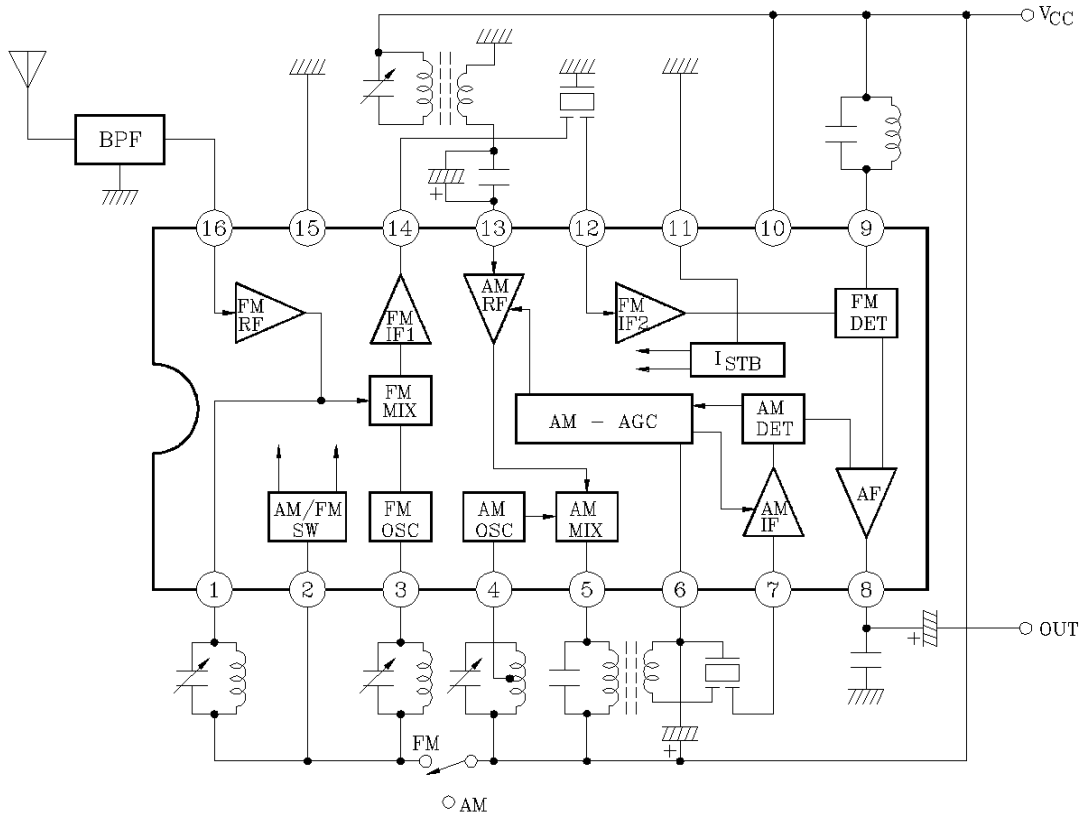 VCC
BPF
+
16
15
14
13
12
11
10
9
FM
RF
FM
IF1
AM
RF
FM
IF2
FM
DET
ISTB
FM
MIX
AM – AGC
AM
DET
AM/FM
SW
FM
OSC
AM
OSC
AM
MIX
AM
IF
AF
1
2
3
4
5
6
7
8
+
OUT
FM
+
AM